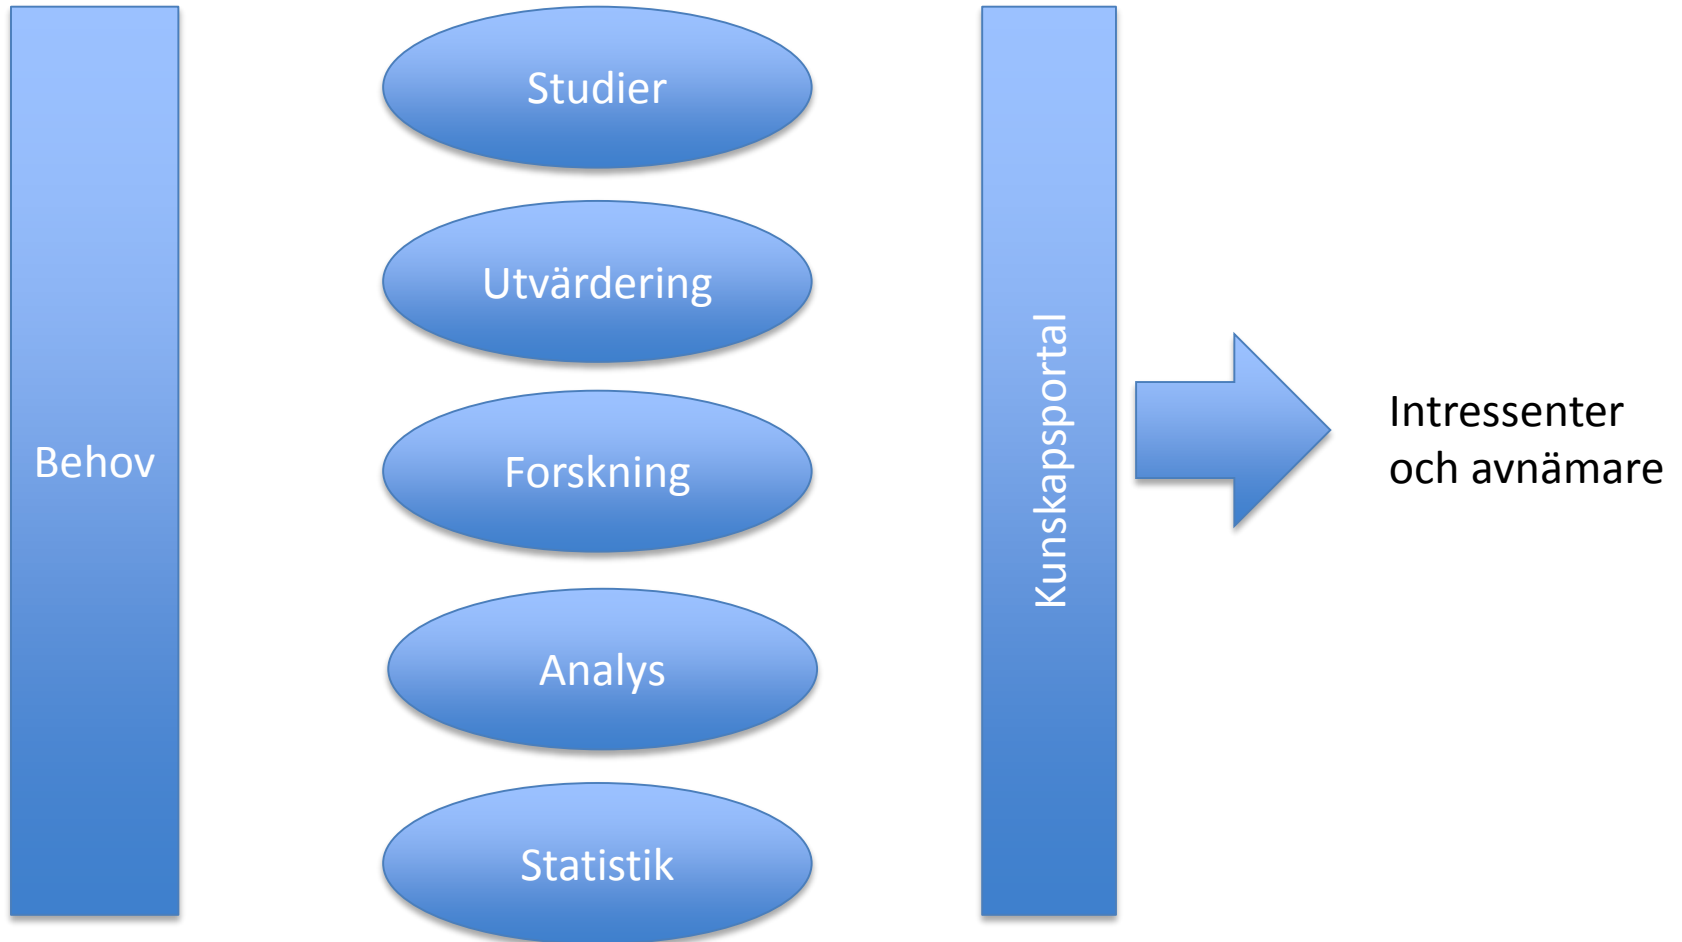 Behov
Studier
Utvärdering
Forskning
Analys
Statistik
Kunskapsportal
Intressenter
och avnämare